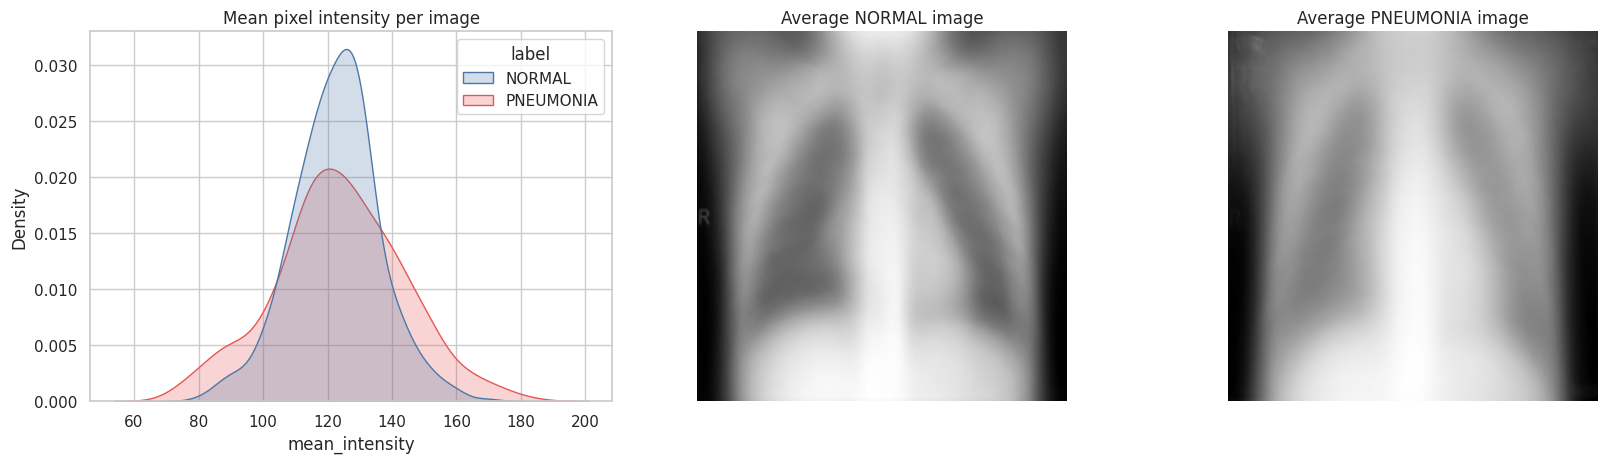 Mean pixel intensity per image
Average NORMAL image
Average PNEUMONIA image
label
NORMAL
PNEUMONIA
0.030
0.025
0.020
0.015
0.010
0.005
0.000
Density
60 80 100 120 140 160 180 200
mean_intensity
R
R
R